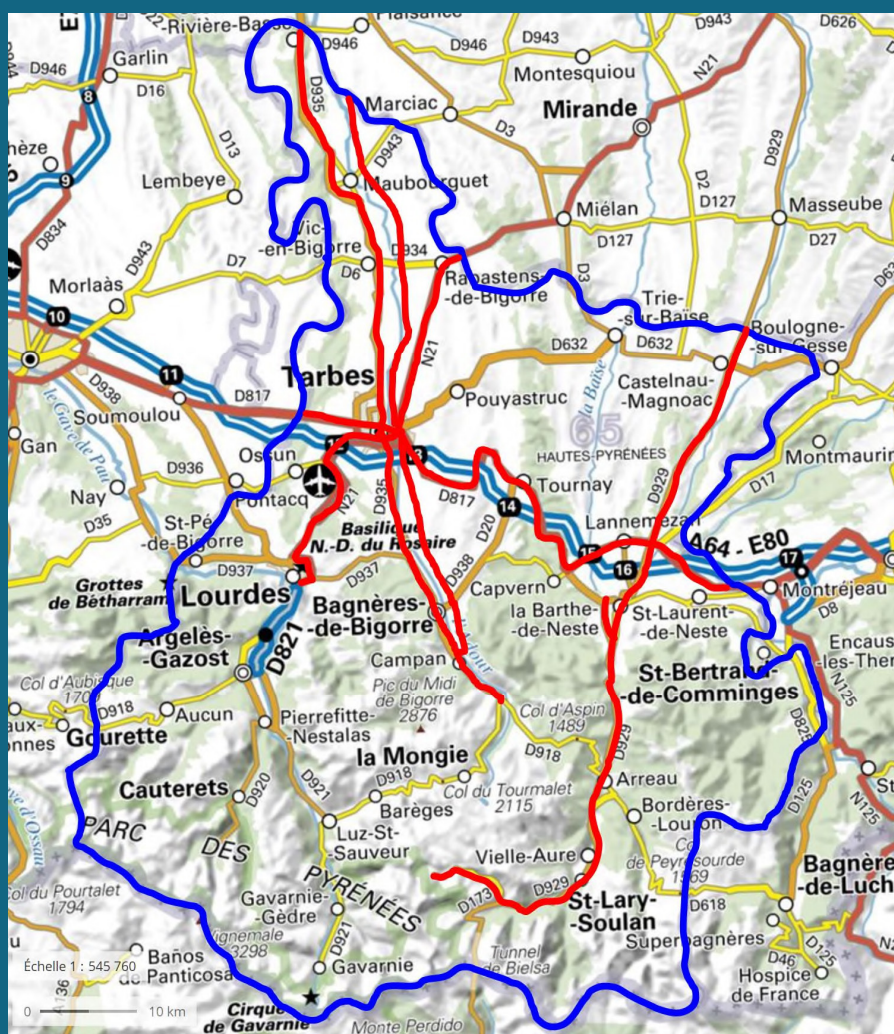 -Rivière-Basse
Plaisance
D943
D626
Garlin
D946
D946
D943
N21
D16
D935
Montesquiou
8
Marciac
Mirande
D3
D13
D943
D929
9
Lembeye
Maubourguet
D2
Masseube
D834
Miélan
D127
D127
D27
Vic-
-en-Bigorre
D934
D943
D7
D6
D3
Morlaàs
Rabastens-
-de-Bigorre
Trie-
-sur-Baïse
10
N21
Boulogne-
-sur-Gesse
D632
D632
11
Tarbes
la Baïse
Castelnau-
-Magnoac
D938
D817
Pouyastruc
Soumoulou
le Gave de Pau
65
HAUTES-PYRÉNÉES
Gan
Ossun
D936
Montmaurin
Nay
Pontacq
N21
D935
D817
Tournay
D929
D17
14
D35
St-Pé-
-de-Bigorre
Basilique
N.-D. du Rosaire
D20
Lannemezan
A64 - E80
17
16
D937
D937
D938
Grottes
de Bétharram
Lourdes
Capvern
Montréjeau
Bagnères-
-de-Bigorre
la Barthe-
-de-Neste
St-Laurent-
-de-Neste
D8
Argelès-
-Gazost
D821
l'Adour
Campan
St-Bertrand-
-de-Comminges
N125
Col d'Aubisque
1709
Pic du Midi
de Bigorre
2876
Col d'Aspin
1489
D918
Aucun
Gourette
Pierrefitte-
-Nestalas
D918
D929
D825
la Mongie
D918
Cauterets
D920
D921
Col du Tourmalet
2115
Arreau
D125
N125
Barèges
Bordères-
-Louron
PARC
DES
PYRÉNÉES
Luz-St-
-Sauveur
Vielle-Aure
Col
de Peyresourde
1569
Col du Pourtalet
1794
Gavarnie-
-Gèdre
D173
D929
St-Lary-
-Soulan
D618
Vignemale
3298
D921
Superbagnères
Tunnel
de Bielsa
D46
D125
Échelle 1 : 545 760
Baños
de Panticosa
Gavarnie
Hospice
de France
0
10 km
Cirque
de Gavarnie
Monte Perdido